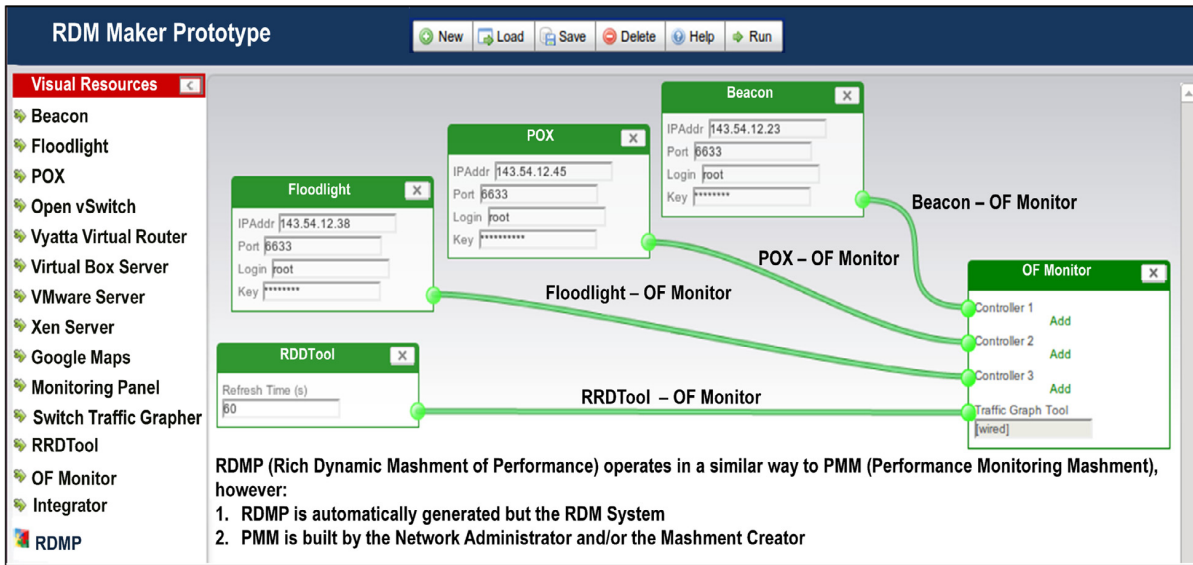 RDM Maker Prototype
New Load Save Delete Help Run
Visual Resources
Beacon
Floodlight
POX
Open vSwitch
Vyatta Virtual Router
Virtual Box Server
VMware Server
Xen Server
Google Maps
Monitoring Panel
Switch Traffic Grapher
RRDTool
OF Monitor
Integrator
RDMP
Beacon X
IPAddr 143.54.12.23
Port 6633
Login root
Key ********
POX X
IPAddr 143.54.12.45
Port 6633
Login root
Key **********
Floodlight X
IPAddr 143.54.12.38
Port 6633
Login root
Key ********
RDDTool X
Refresh Time (s)
60
Beacon – OF Monitor
POX – OF Monitor
Floodlight – OF Monitor
RRDTool – OF Monitor
OF Monitor X
Controller 1
Add
Controller 2
Add
Controller 3
Add
Traffic Graph Tool
[wired]
RDMP (Rich Dynamic Mashment of Performance) operates in a similar way to PMM (Performance Monitoring Mashment),
however:
1. RDMP is automatically generated but the RDM System
2. PMM is built by the Network Administrator and/or the Mashment Creator